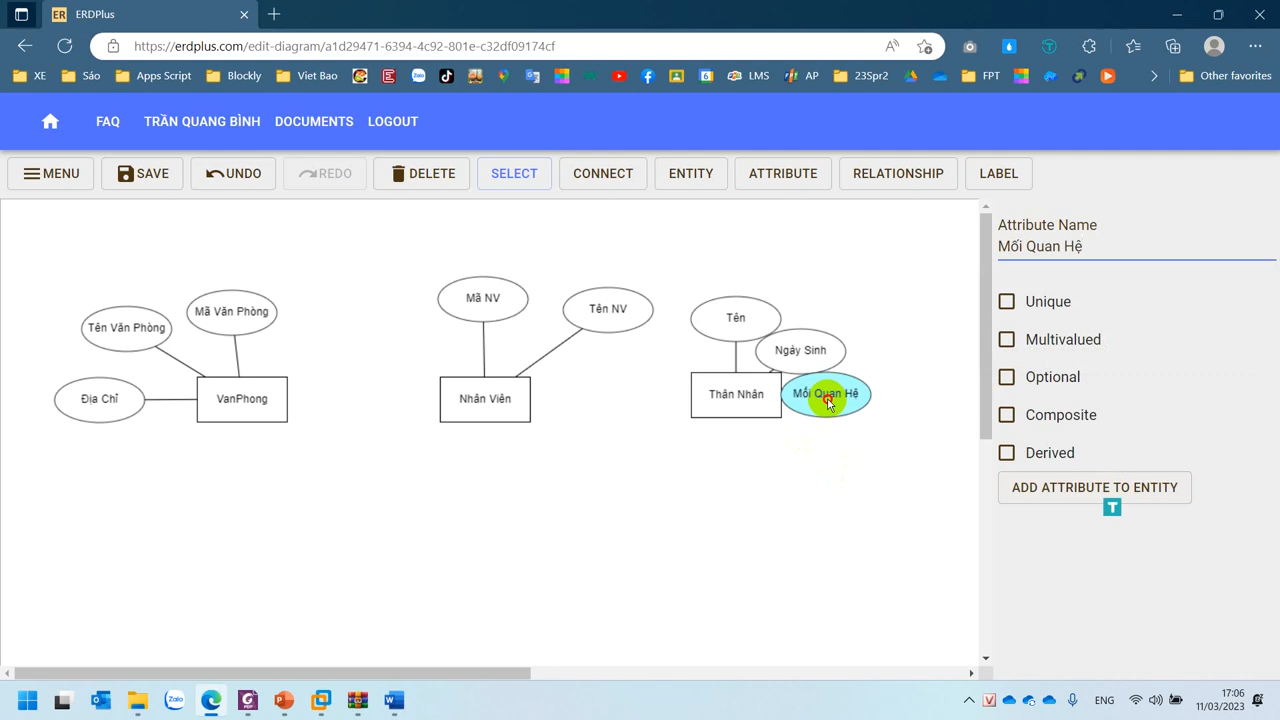 ERDPlus
https://erdplus.com/edit-diagram/a1d29471-6394-4c92-801e-c32df09174cf
XE Sáo Apps Script Blockly Viet Bao LMS AP 23Spr2 FPT Other favorites
FAQ TRẦN QUANG BÌNH DOCUMENTS LOGOUT
MENU SAVE UNDO REDO DELETE SELECT CONNECT ENTITY ATTRIBUTE RELATIONSHIP LABEL
Attribute Name
Mối Quan Hệ
Unique
Multivalued
Optional
Composite
Derived
ADD ATTRIBUTE TO ENTITY
Mã NV
Tên NV
Mã Văn Phòng
Tên Văn Phòng
Tên
Ngày Sinh
Địa Chỉ
VanPhong
Nhân Viên
Thân Nhân
Mối Quan Hệ
ENG
17:06
11/03/2023